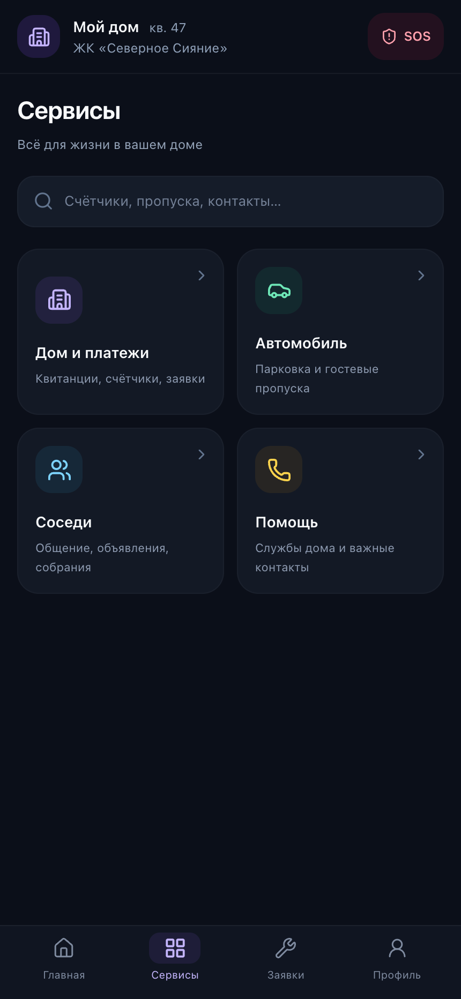 Мой дом кв. 47
ЖК «Северное Сияние»
SOS
Сервисы
Всё для жизни в вашем доме
Счётчики, пропуска, контакты...
Дом и платежи
Квитанции, счётчики, заявки
Автомобиль
Парковка и гостевые
пропуска
Соседи
Общение, объявления,
собрания
Помощь
Службы дома и важные
контакты
Главная
Сервисы
Заявки
Профиль